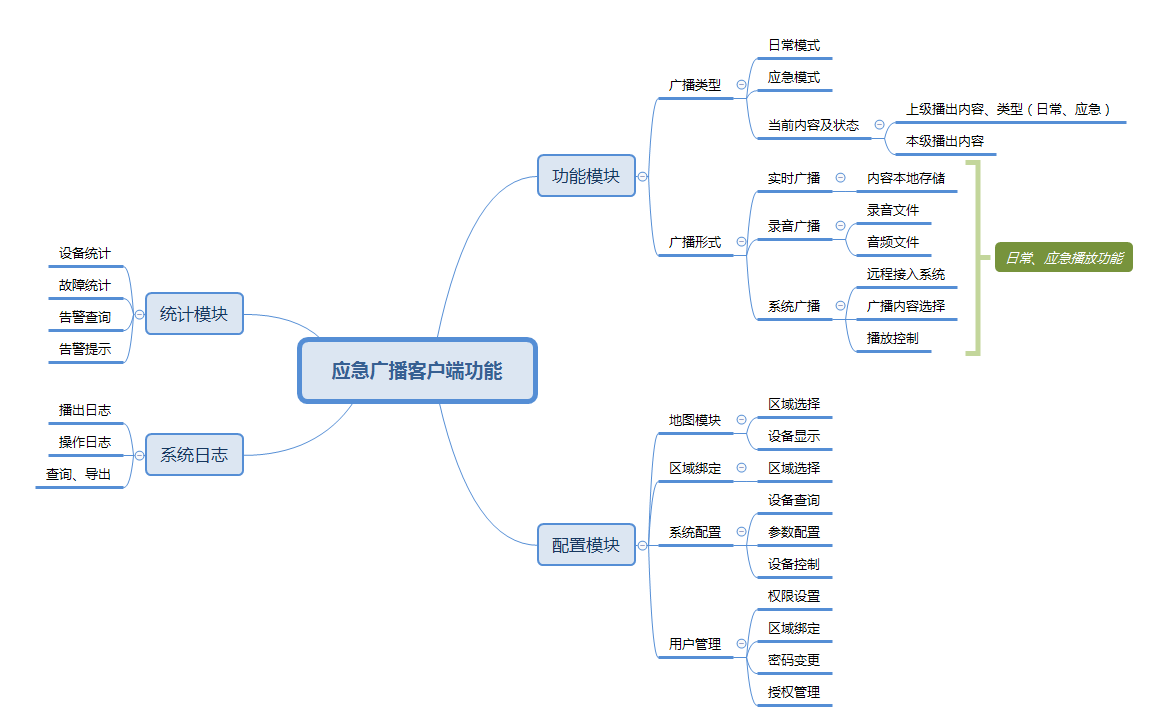 应急广播客户端功能
功能模块
广播类型
日常模式
应急模式
当前内容及状态
上级播出内容、类型（日常、应急）
本级播出内容
广播形式
实时广播
内容本地存储
录音广播
录音文件
音频文件
系统广播
远程接入系统
广播内容选择
播放控制
日常、应急播放功能
配置模块
地图模块
区域选择
设备显示
区域绑定
区域选择
系统配置
设备查询
参数配置
设备控制
用户管理
权限设置
区域绑定
密码变更
授权管理
统计模块
设备统计
故障统计
告警查询
告警提示
系统日志
播出日志
操作日志
查询、导出